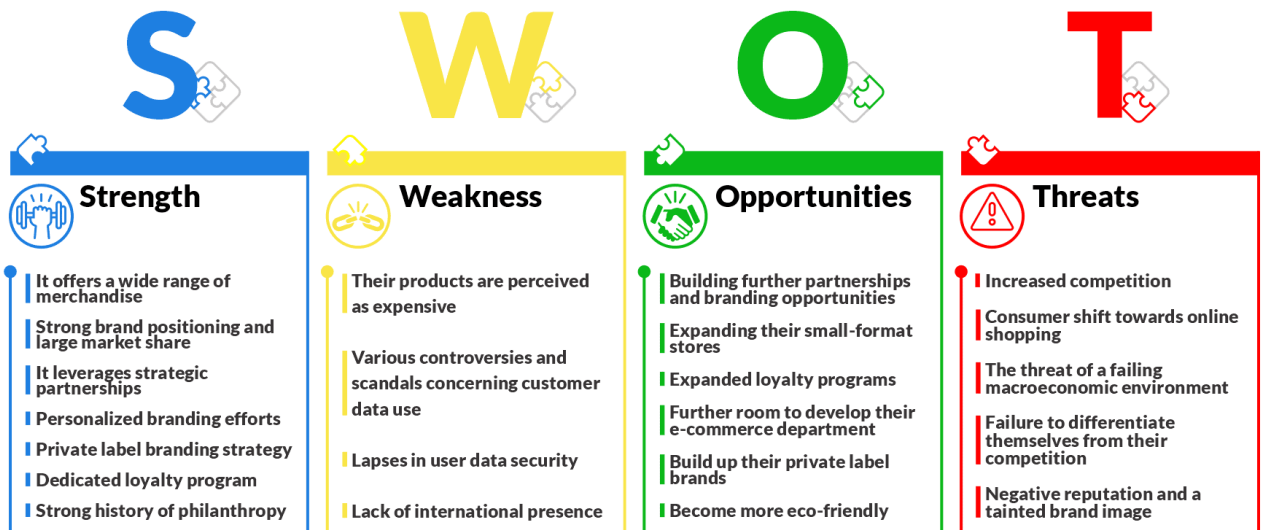 S
W
O
T
Strength
It offers a wide range of
merchandise
Strong brand positioning and
large market share
It leverages strategic
partnerships
Personalized branding efforts
Private label branding strategy
Dedicated loyalty program
Strong history of philanthropy
Weakness
Their products are perceived
as expensive
Various controversies and
scandals concerning customer
data use
Lapses in user data security
Lack of international presence
Opportunities
Building further partnerships
and branding opportunities
Expanding their small-format
stores
Expanded loyalty programs
Further room to develop their
e-commerce department
Build up their private label
brands
Become more eco-friendly
Threats
Increased competition
Consumer shift towards online
shopping
The threat of a failing
macroeconomic environment
Failure to differentiate
themselves from their
competition
Negative reputation and a
tainted brand image